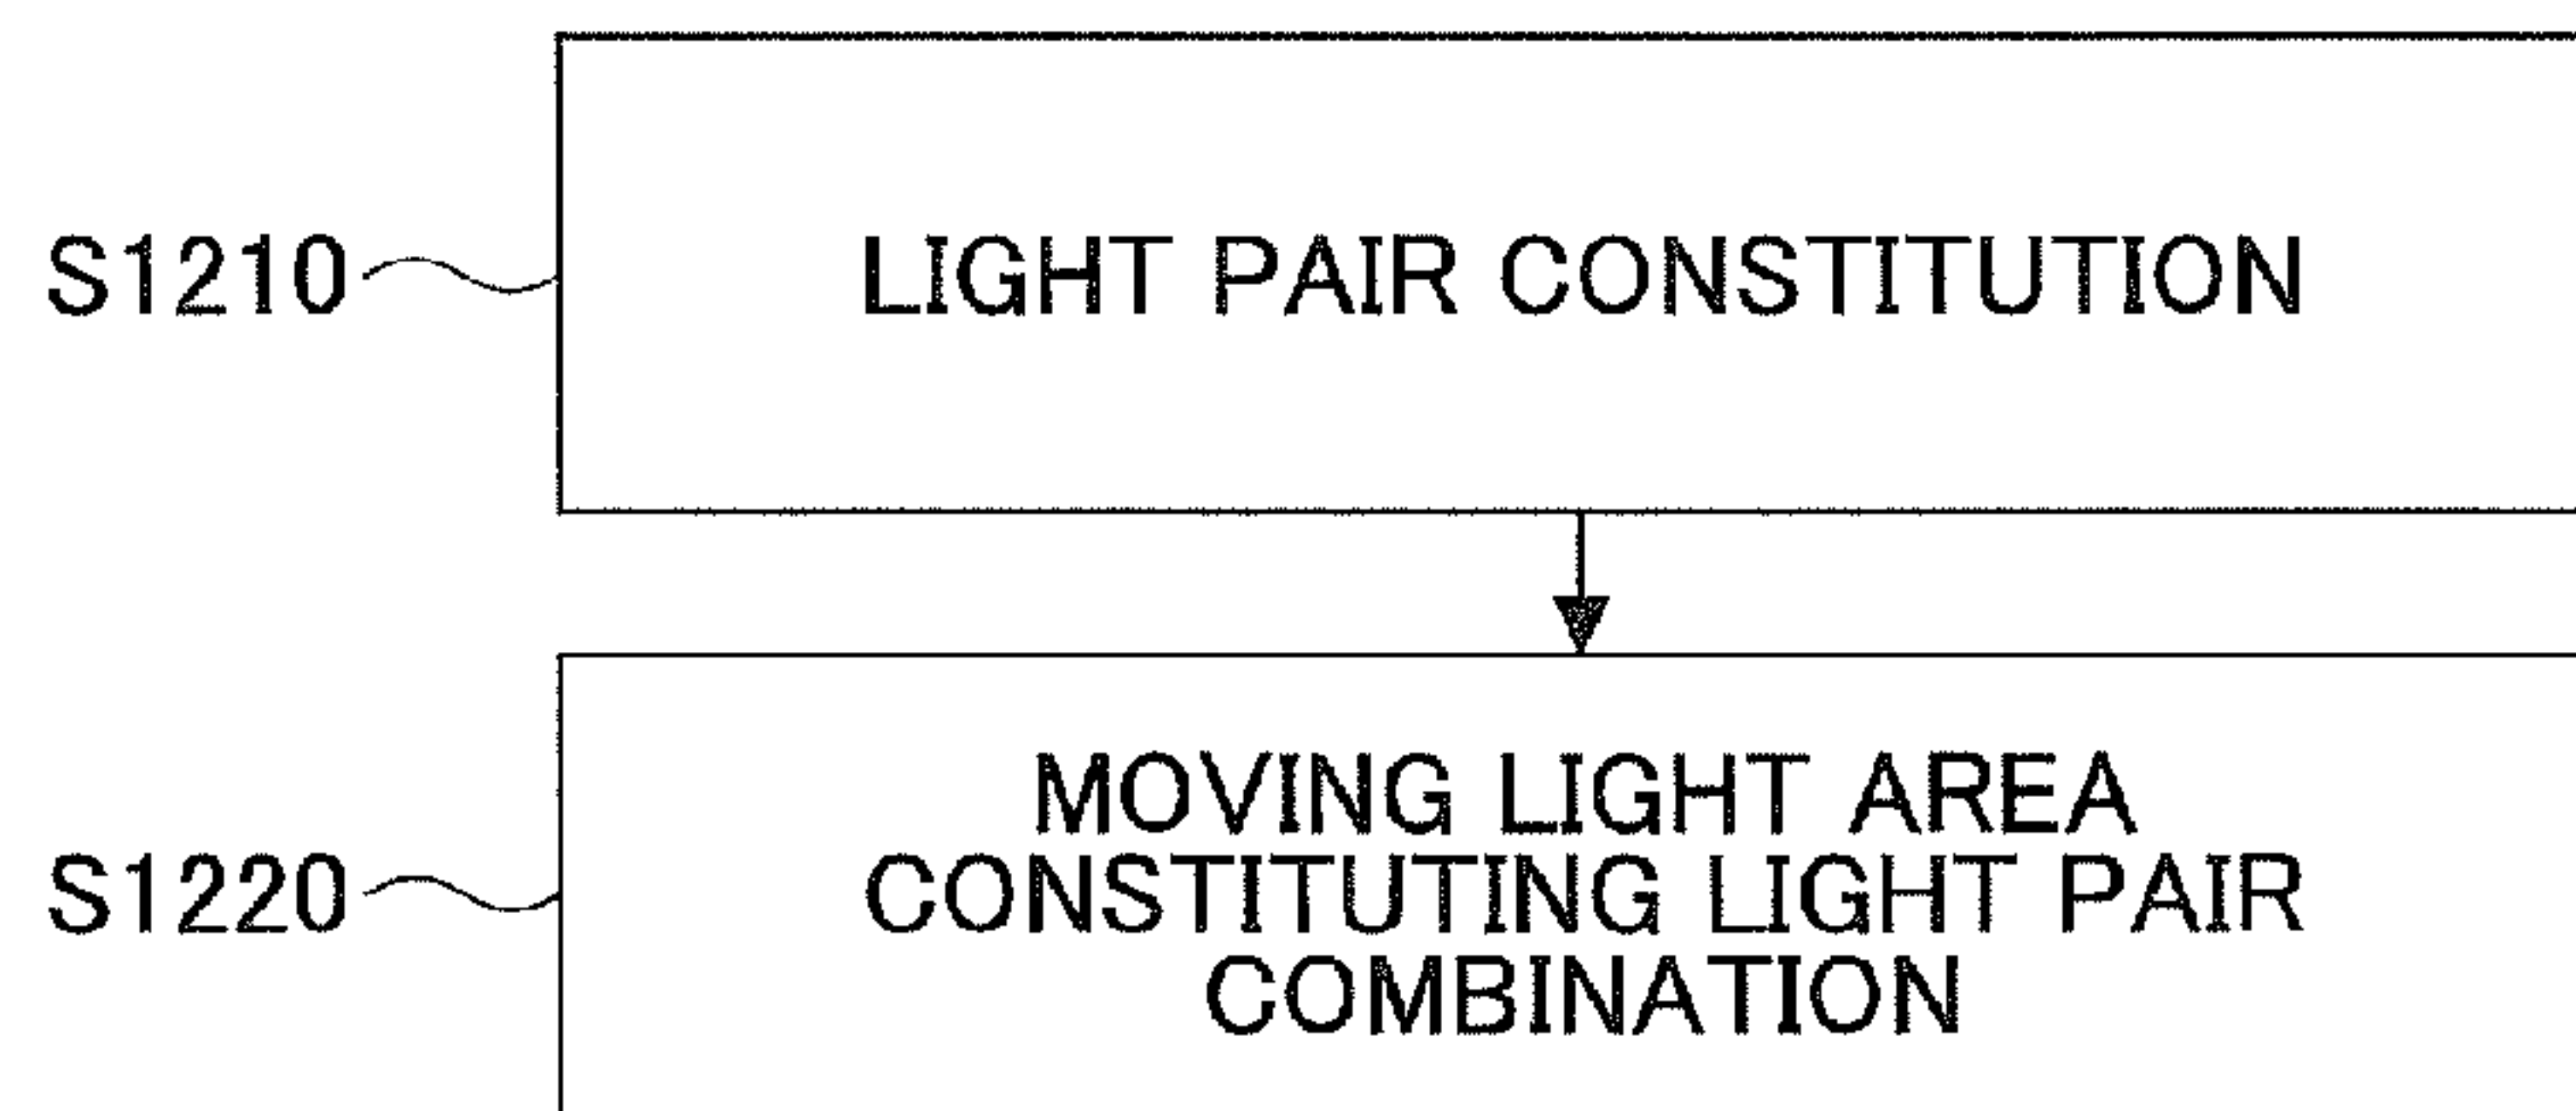 S1210
LIGHT PAIR CONSTITUTION
S1220
MOVING LIGHT AREA
CONSTITUTING LIGHT PAIR
COMBINATION